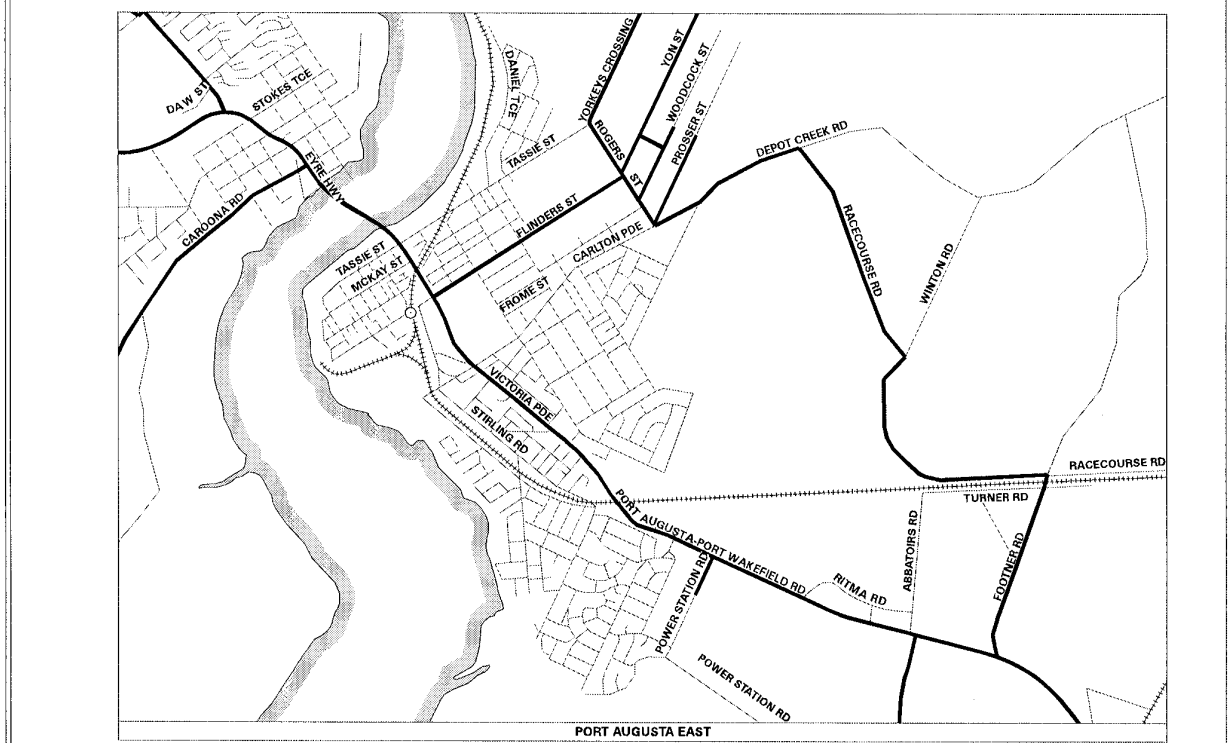 YORKEYS CROSSING
YON ST
WOODCOCK ST
PROSSER ST
DANIEL TCE
DAW ST
STOKES TCE
ROGERS ST
TASSIE ST
DEPOT CREEK RD
EYRE HWY
CAROONA RD
FLINDERS ST
CARLTON PDE
RACECOURSE RD
WINTON RD
TASSIE ST
MCKAY ST
FROME ST
VICTORIA PDE
STIRLING RD
RACECOURSE RD
TURNER RD
PORT AUGUSTA-PORT WAKEFIELD RD
ABBATOIRS RD
FOOTNER RD
RITMA RD
POWER STATION RD
POWER STATION RD
PORT AUGUSTA EAST